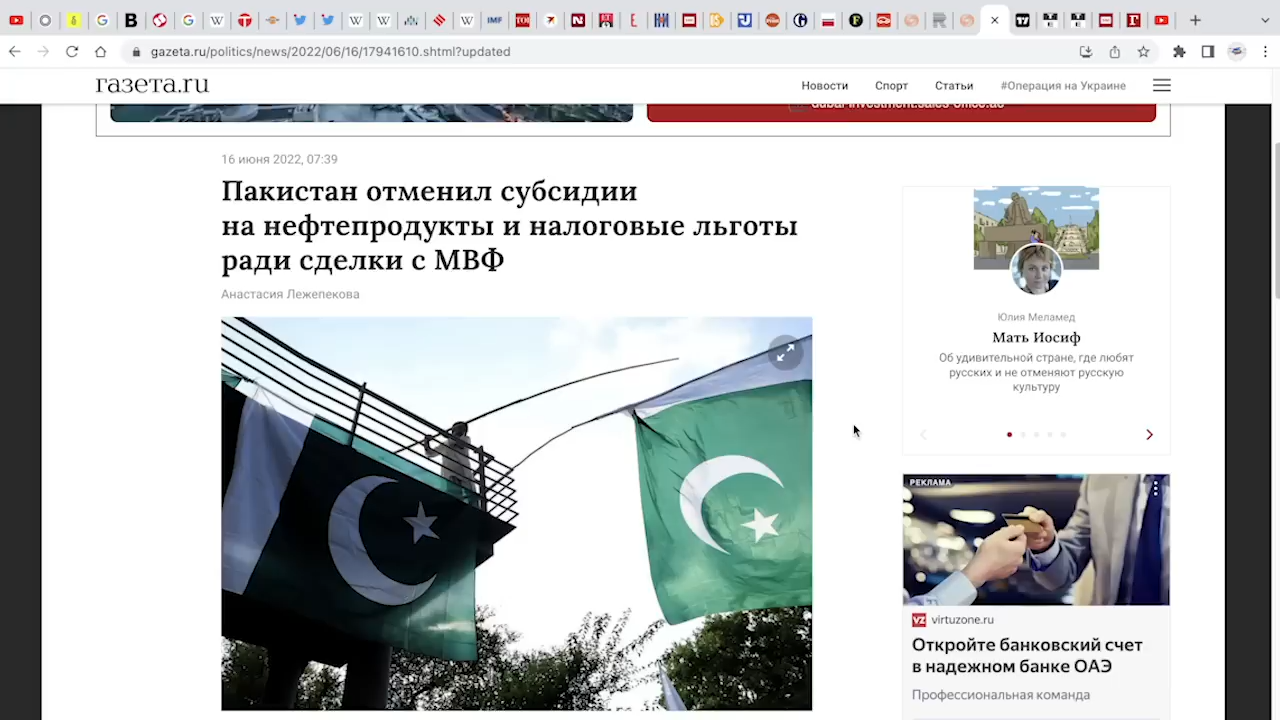 gazeta.ru/politics/news/2022/06/16/17941610.shtml?updated
газета.ru
Новости
Спорт
Статьи
#Операция на Украине
16 июня 2022, 07:39
Пакистан отменил субсидии
на нефтепродукты и налоговые льготы
ради сделки с МВФ
Анастасия Лежепекова
Юлия Меламед
Мать Иосиф
Об удивительной стране, где любят
русских и не отменяют русскую
культуру
РЕКЛАМА
virtuzone.ru
Откройте банковский счет
в надежном банке ОАЭ
Профессиональная команда